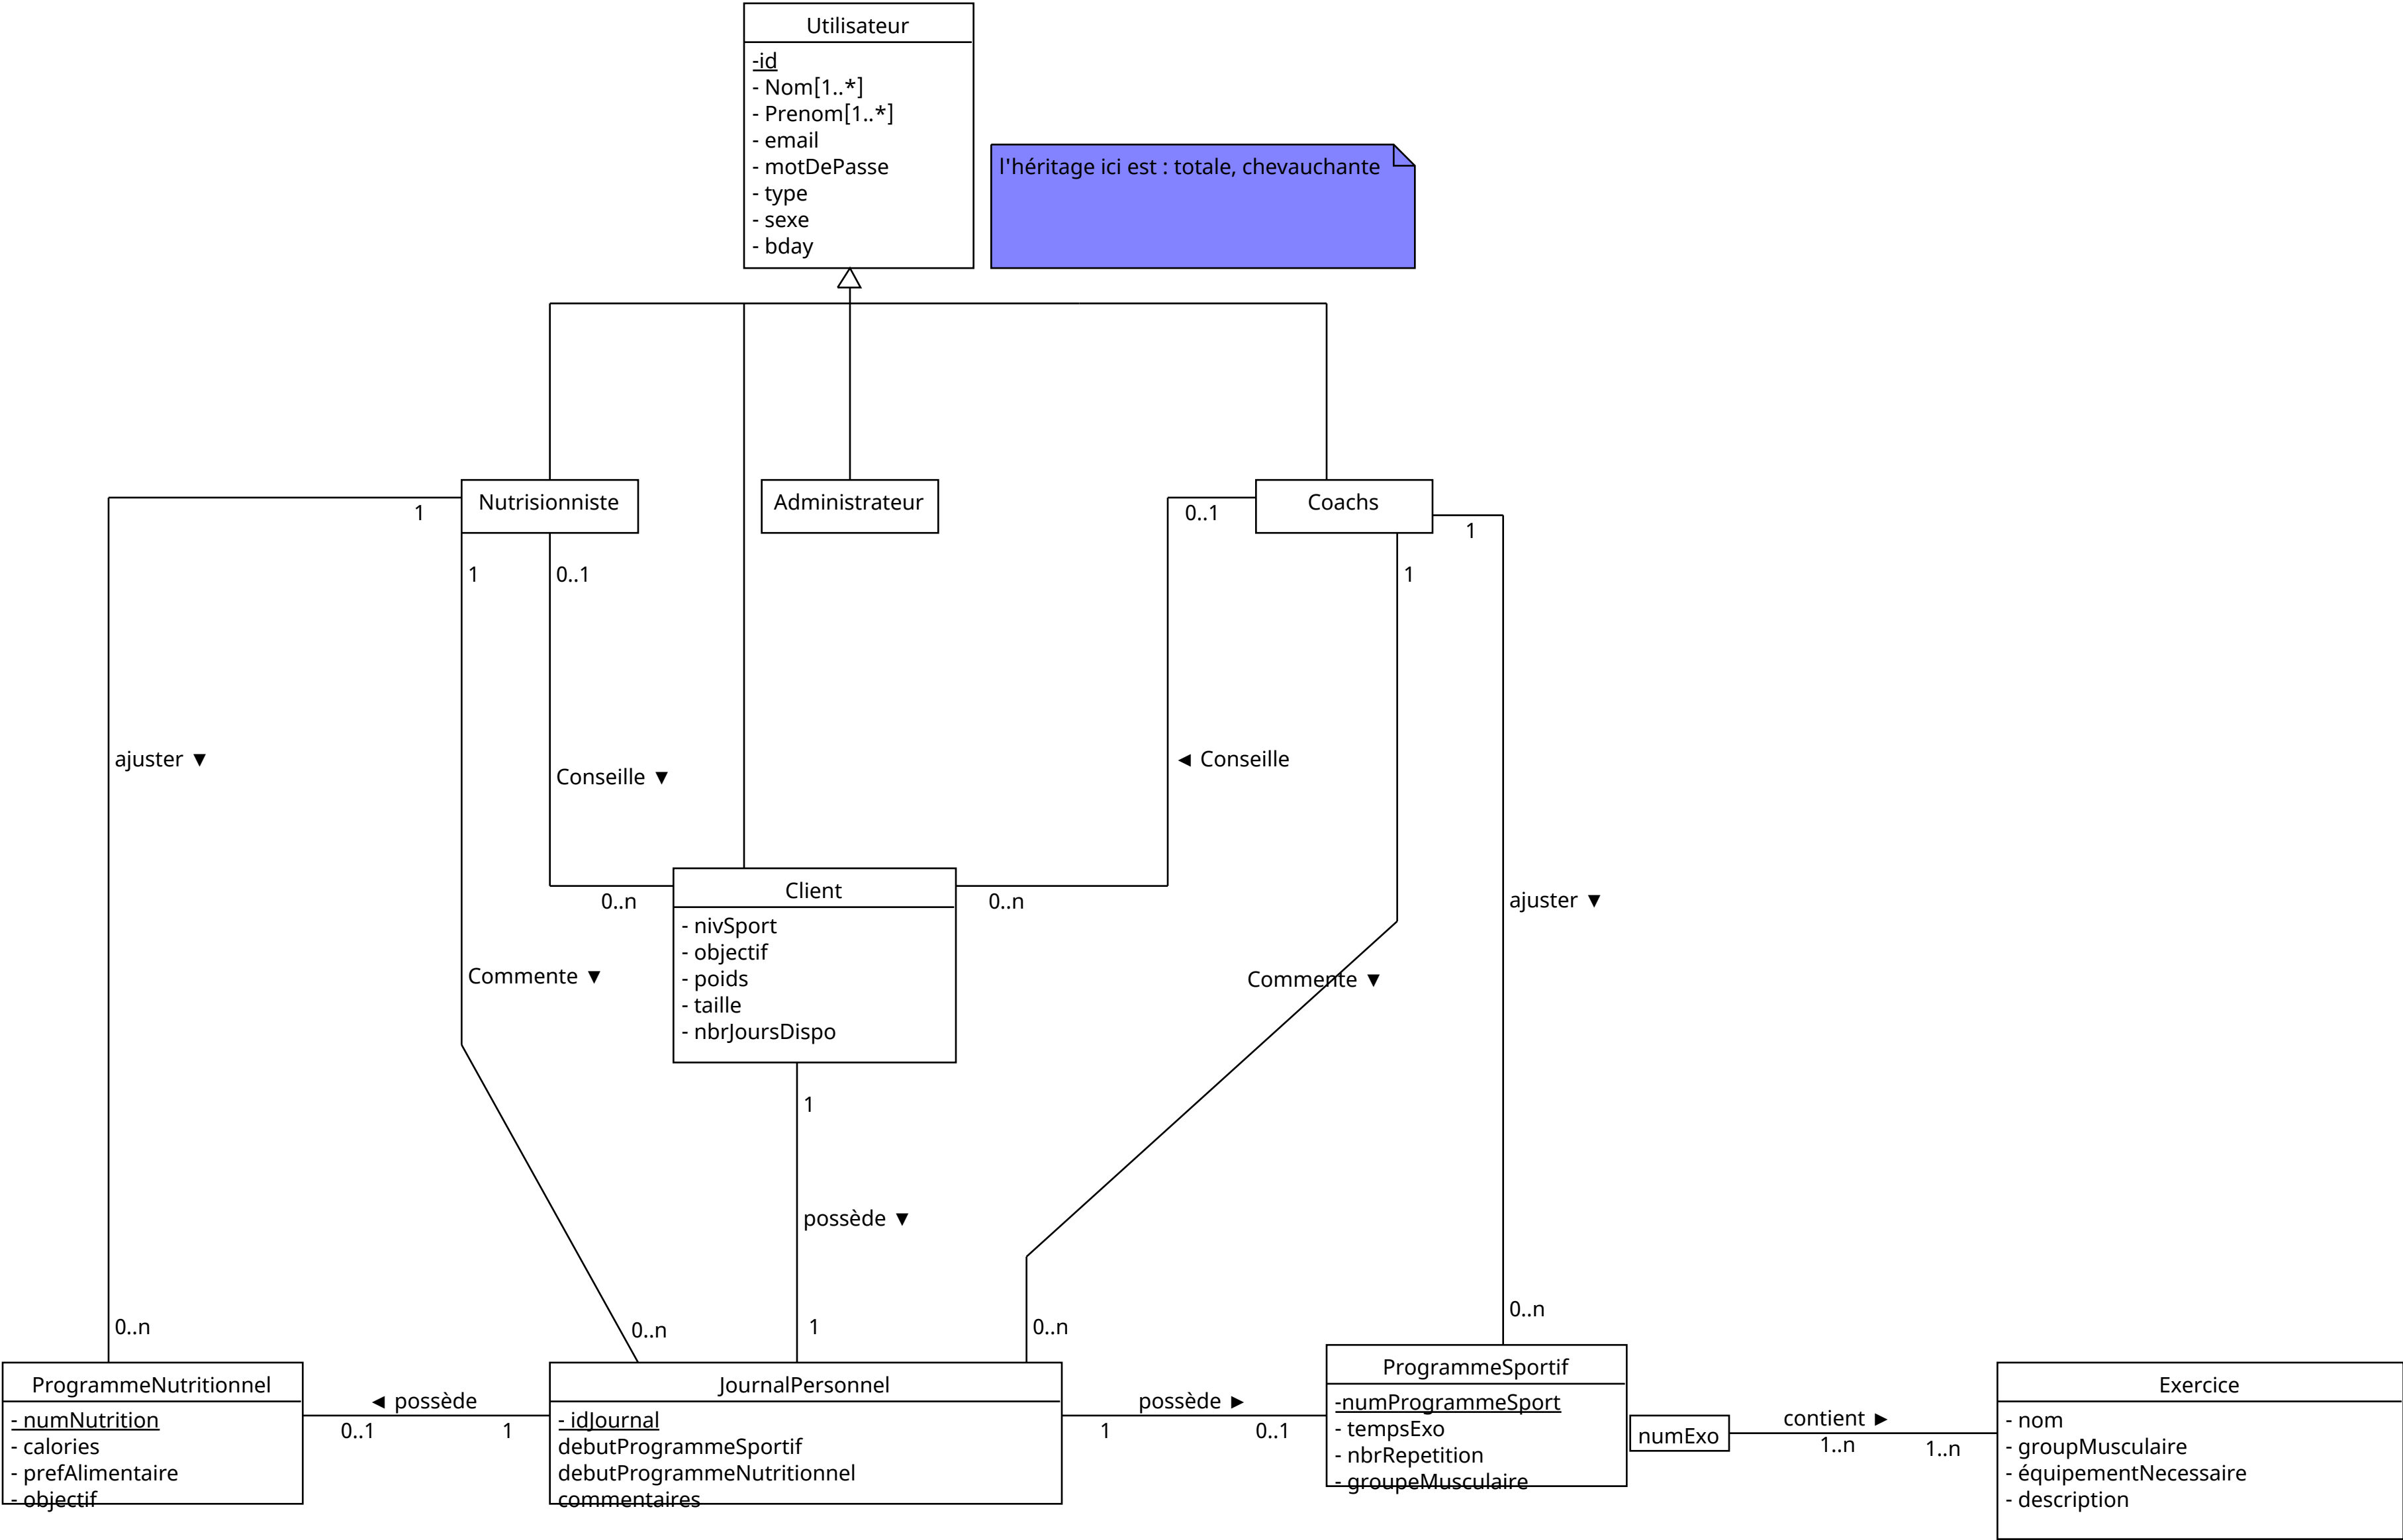 Utilisateur
-id
- Nom[1..*]
- Prenom[1..*]
- email
- motDePasse
- type
- sexe
- bday
l'héritage ici est : totale, chevauchante
Nutrisionniste
Administrateur
Coachs
1
0..1
1
1
0..1
1
ajuster ▼
Conseille ▼
◄ Conseille
ajuster ▼
0..n
0..n
Client
- nivSport
- objectif
- poids
- taille
- nbrJoursDispo
Commente ▼
Commente ▼
1
possède ▼
0..n
0..n
1
0..n
0..n
ProgrammeNutritionnel
- numNutrition
- calories
- prefAlimentaire
- objectif
◄ possède
0..1
1
JournalPersonnel
- idJournal
debutProgrammeSportif
debutProgrammeNutritionnel
commentaires
possède ►
1
0..1
ProgrammeSportif
-numProgrammeSport
- tempsExo
- nbrRepetition
- groupeMusculaire
numExo
contient ►
1..n
1..n
Exercice
- nom
- groupMusculaire
- équipementNecessaire
- description